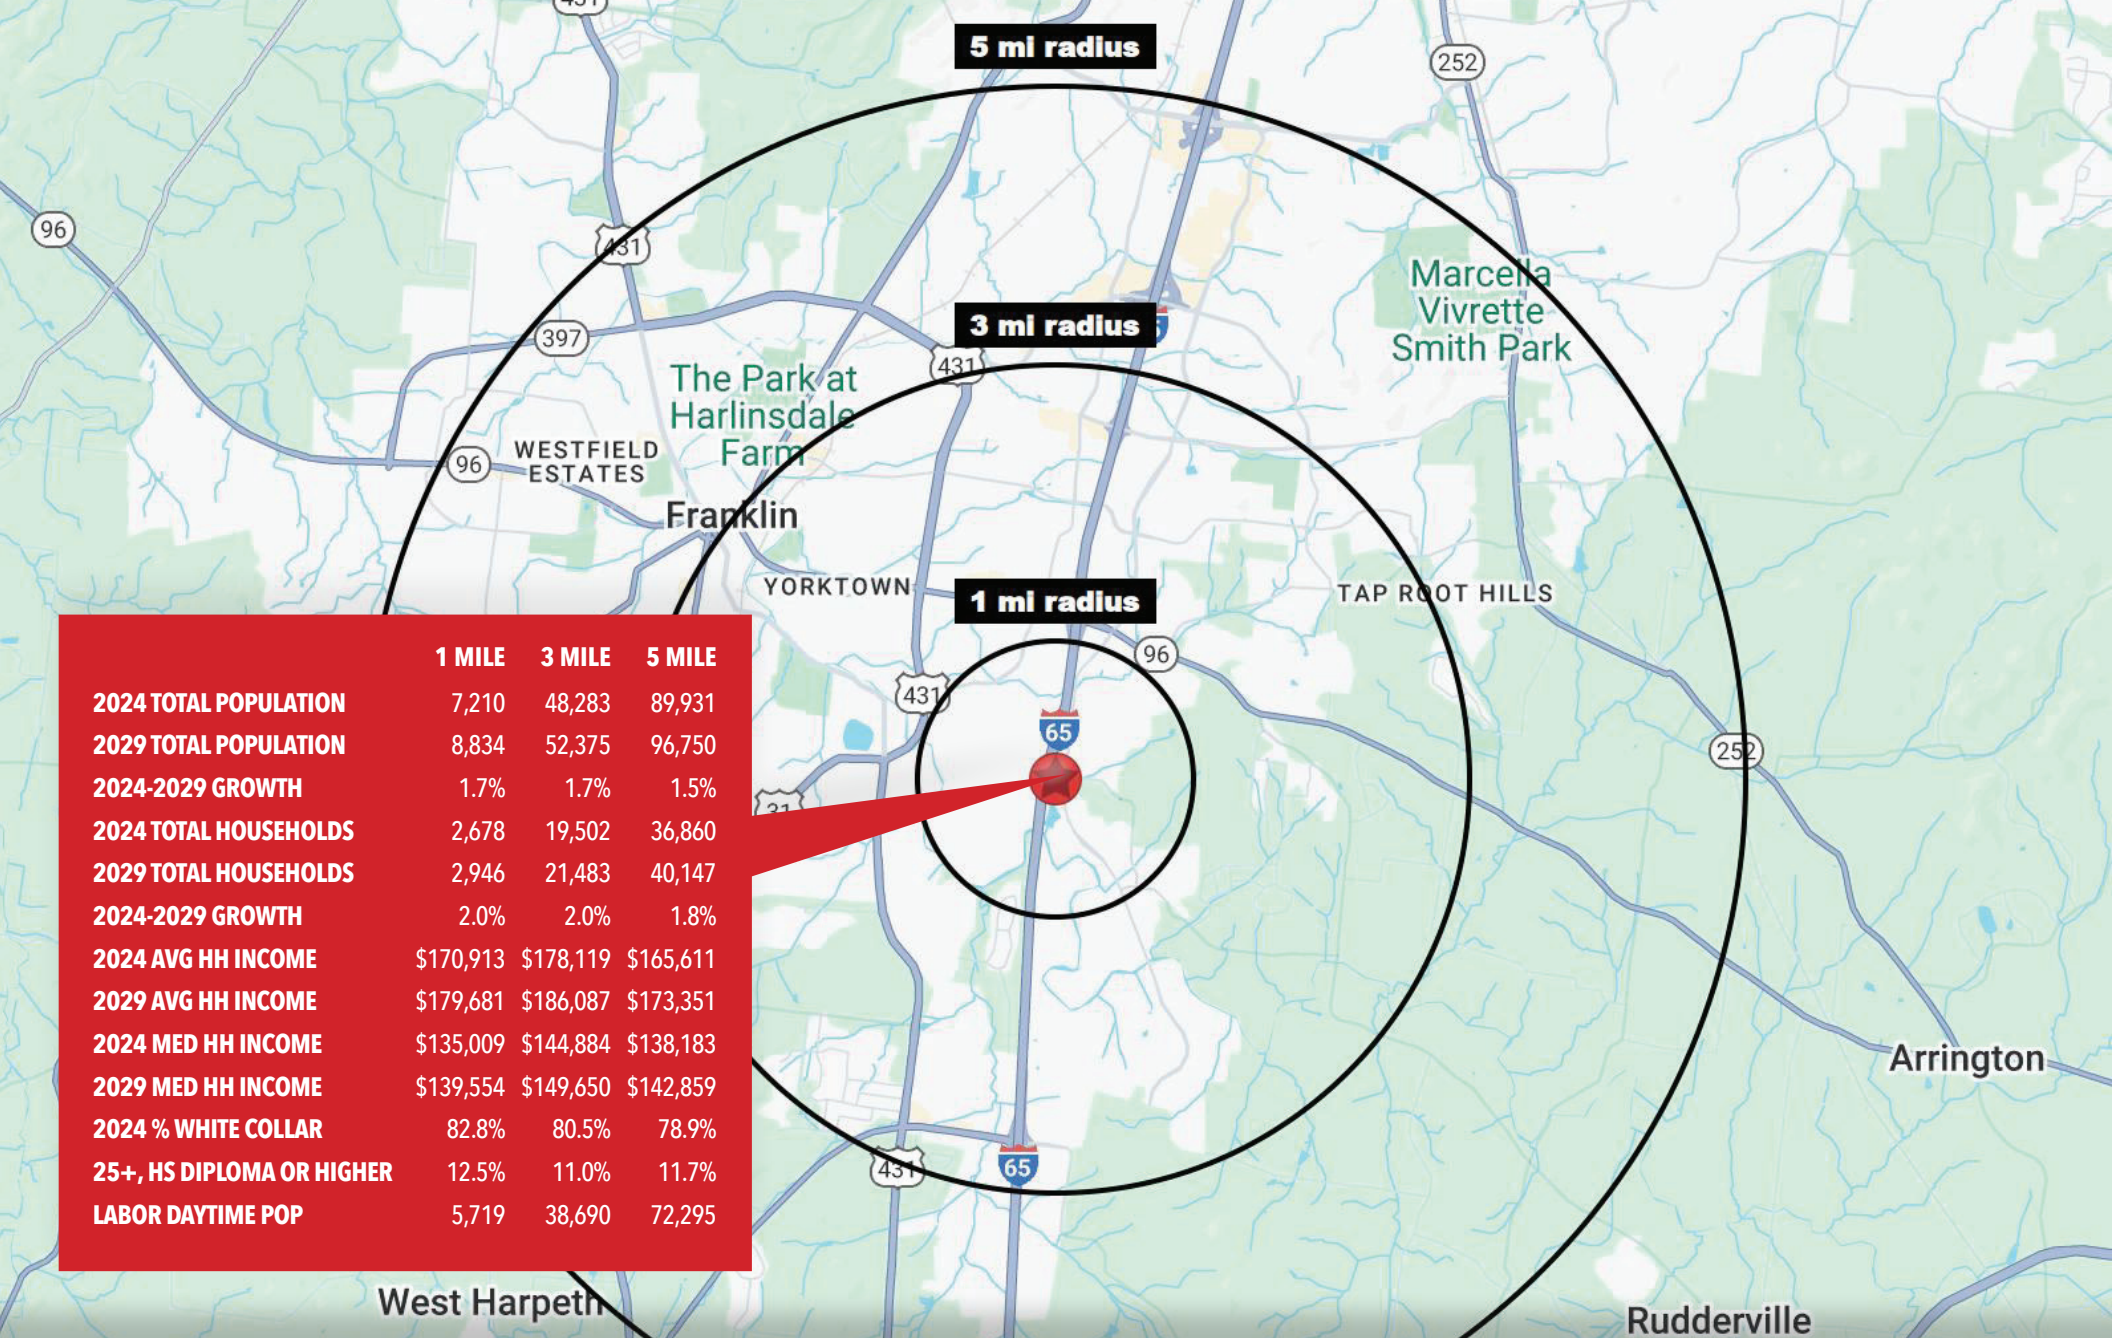 431
5 mi radius
252
96
431
Marcella
Vivrette
Smith Park
3 mi radius
397
431
The Park at
Harlinsdale
Farm
WESTFIELD
ESTATES
96
Franklin
YORKTOWN
1 mi radius
TAP ROOT HILLS
96
431
65
252
31
1 MILE 3 MILE 5 MILE
2024 TOTAL POPULATION 7,210 48,283 89,931
2029 TOTAL POPULATION 8,834 52,375 96,750
2024-2029 GROWTH 1.7% 1.7% 1.5%
2024 TOTAL HOUSEHOLDS 2,678 19,502 36,860
2029 TOTAL HOUSEHOLDS 2,946 21,483 40,147
2024-2029 GROWTH 2.0% 2.0% 1.8%
2024 AVG HH INCOME $170,913 $178,119 $165,611
2029 AVG HH INCOME $179,681 $186,087 $173,351
2024 MED HH INCOME $135,009 $144,884 $138,183
2029 MED HH INCOME $139,554 $149,650 $142,859
2024 % WHITE COLLAR 82.8% 80.5% 78.9%
25+, HS DIPLOMA OR HIGHER 12.5% 11.0% 11.7%
LABOR DAYTIME POP 5,719 38,690 72,295
Arrington
431
65
West Harpeth
Rudderville